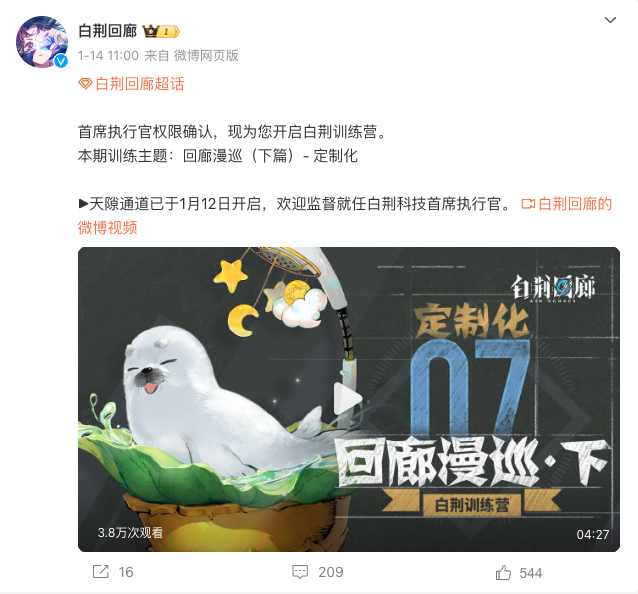 白荆回廊 1
1-14 11:00 来自 微博网页版
白荆回廊超话
首席执行官权限确认，现为您开启白荆训练营。
本期训练主题：回廊漫巡（下篇）- 定制化
▶天隙通道已于1月12日开启，欢迎监督就任白荆科技首席执行官。 白荆回廊的
微博视频
白荆回廊
定制化
07
回廊漫巡·下
白荆训练营
3.8万次观看
04:27
16
209
544